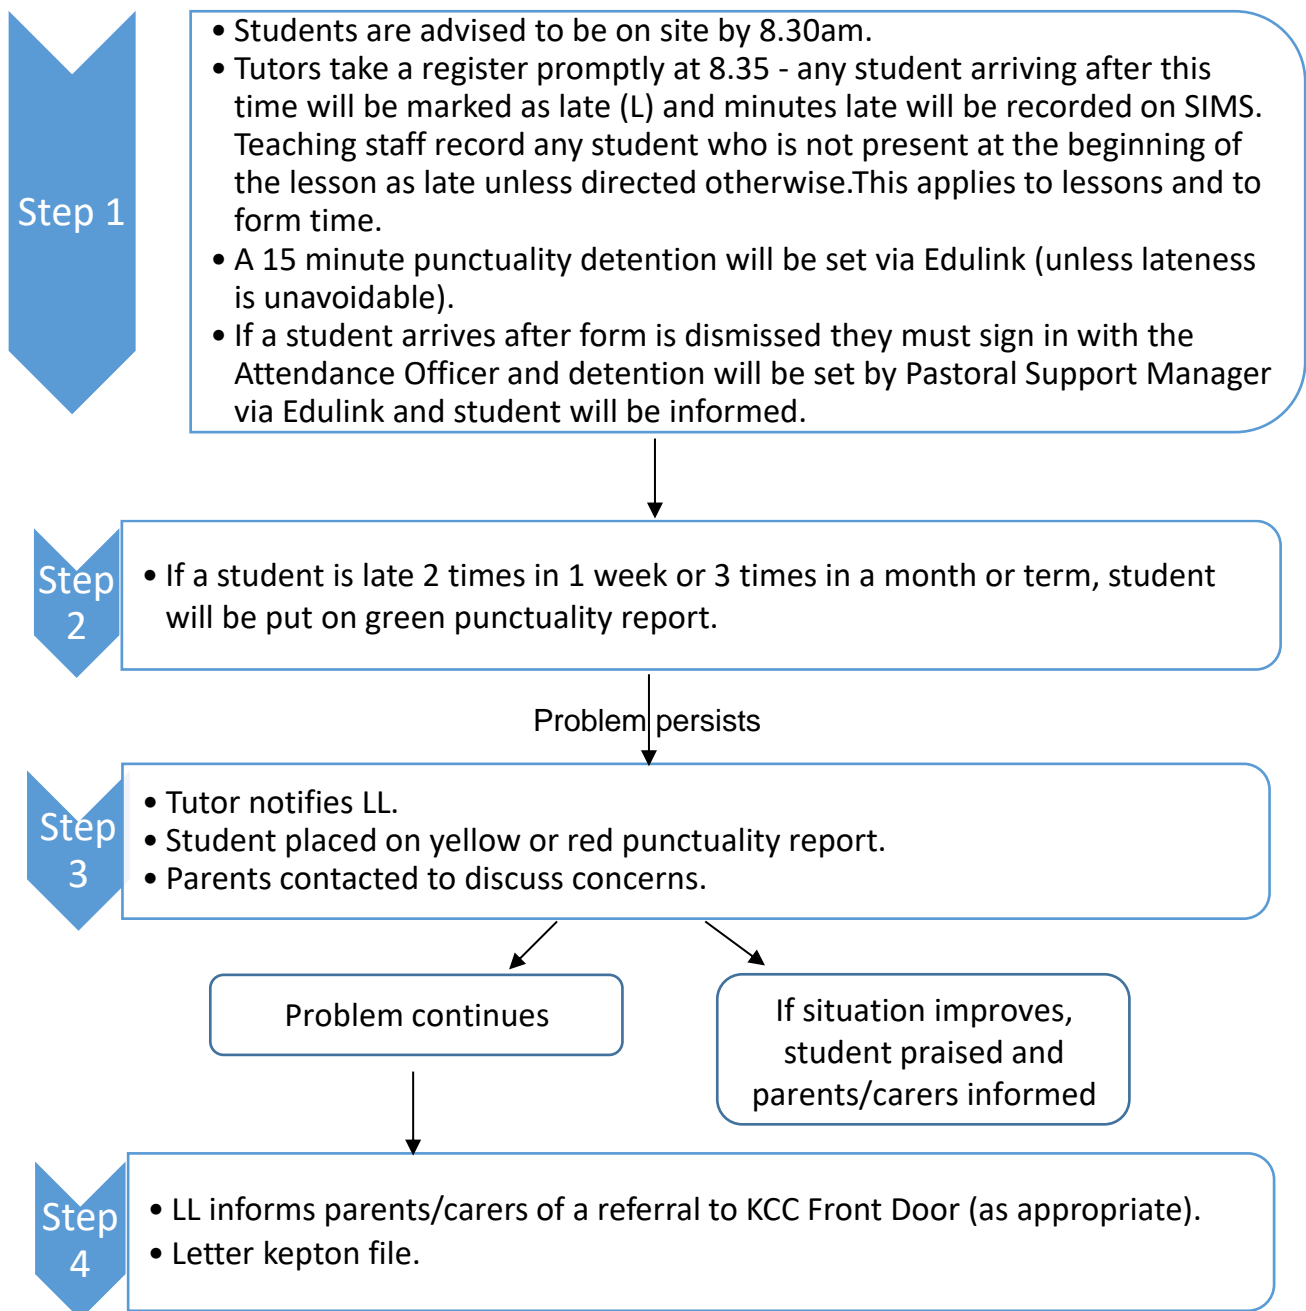 Step 1
• Students are advised to be on site by 8.30am.
• Tutors take a register promptly at 8.35 - any student arriving after this
time will be marked as late (L) and minutes late will be recorded on SIMS.
Teaching staff record any student who is not present at the beginning of
the lesson as late unless directed otherwise.This applies to lessons and to
form time.
• A 15 minute punctuality detention will be set via Edulink (unless lateness
is unavoidable).
• If a student arrives after form is dismissed they must sign in with the
Attendance Officer and detention will be set by Pastoral Support Manager
via Edulink and student will be informed.
Step
2
• If a student is late 2 times in 1 week or 3 times in a month or term, student
will be put on green punctuality report.
Problem persists
Step
3
• Tutor notifies LL.
• Student placed on yellow or red punctuality report.
• Parents contacted to discuss concerns.
Problem continues
If situation improves,
student praised and
parents/carers informed
Step
4
• LL informs parents/carers of a referral to KCC Front Door (as appropriate).
• Letter kepton file.